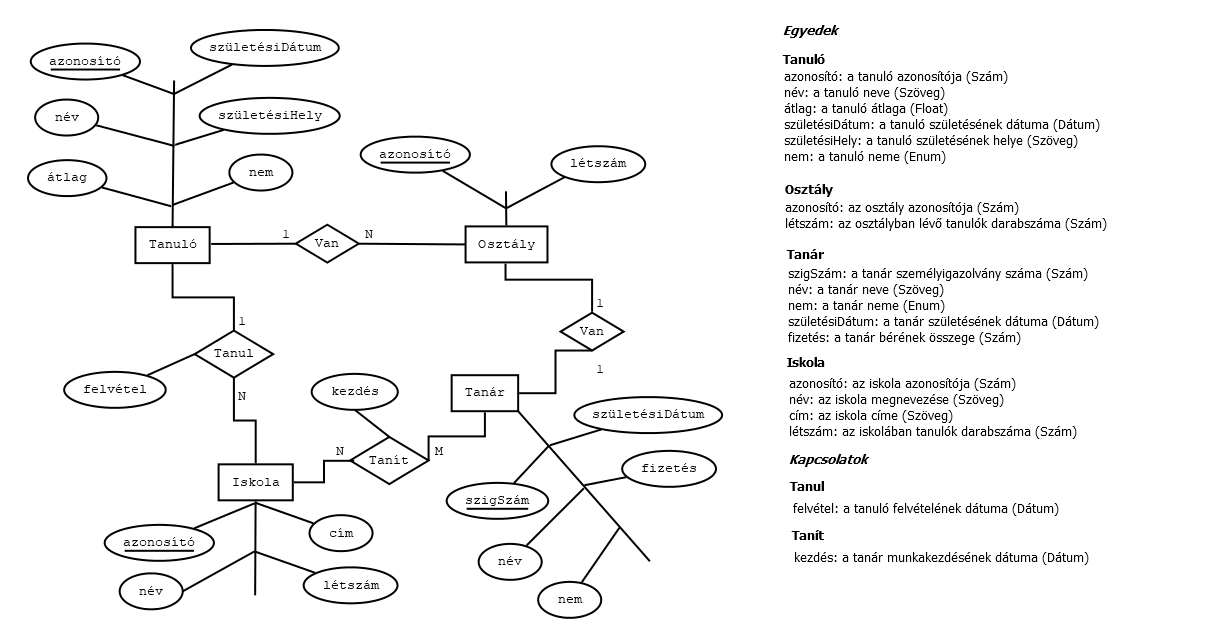 azonosító
születésiDátum
név
születésiHely
átlag
nem
azonosító
létszám
Tanuló
1
Van
N
Osztály
1
Van
1
1
Tanul
felvétel
N
kezdés
Tanár
születésiDátum
N
Tanít
M
fizetés
Iskola
szigSzám
azonosító
cím
név
név
létszám
nem
Egyedek
Tanuló
azonosító: a tanuló azonosítója (Szám)
név: a tanuló neve (Szöveg)
átlag: a tanuló átlaga (Float)
születésiDátum: a tanuló születésének dátuma (Dátum)
születésiHely: a tanuló születésének helye (Szöveg)
nem: a tanuló neme (Enum)
Osztály
azonosító: az osztály azonosítója (Szám)
létszám: az osztályban lévő tanulók darabszáma (Szám)
Tanár
szigSzám: a tanár személyigazolvány száma (Szám)
név: a tanár neve (Szöveg)
nem: a tanár neme (Enum)
születésiDátum: a tanár születésének dátuma (Dátum)
fizetés: a tanár bérének összege (Szám)
Iskola
azonosító: az iskola azonosítója (Szám)
név: az iskola megnevezése (Szöveg)
cím: az iskola címe (Szöveg)
létszám: az iskolában tanulók darabszáma (Szám)
Kapcsolatok
Tanul
felvétel: a tanuló felvételének dátuma (Dátum)
Tanít
kezdés: a tanár munkakezdésének dátuma (Dátum)